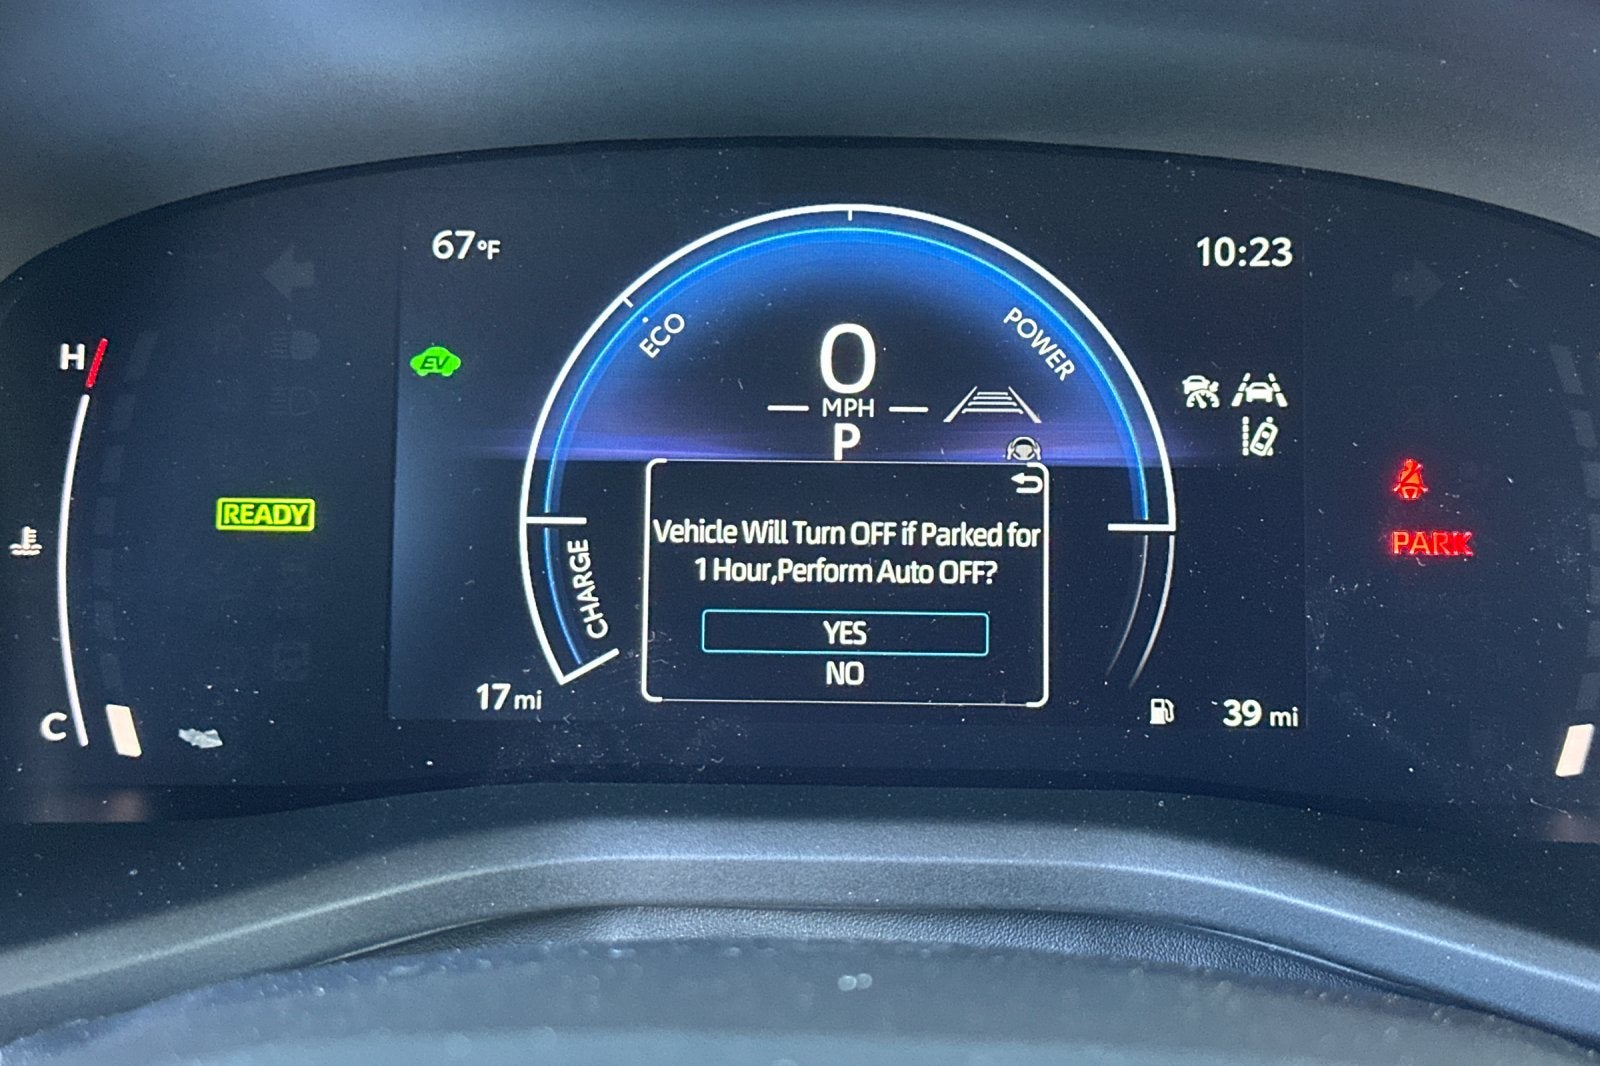 67°F
10:23
ECO
POWER
EV
H
0
MPH
P
READY
Vehicle Will Turn OFF if Parked for
1 Hour,Perform Auto OFF?
PARK
CHARGE
YES
NO
17 mi
39 mi
C